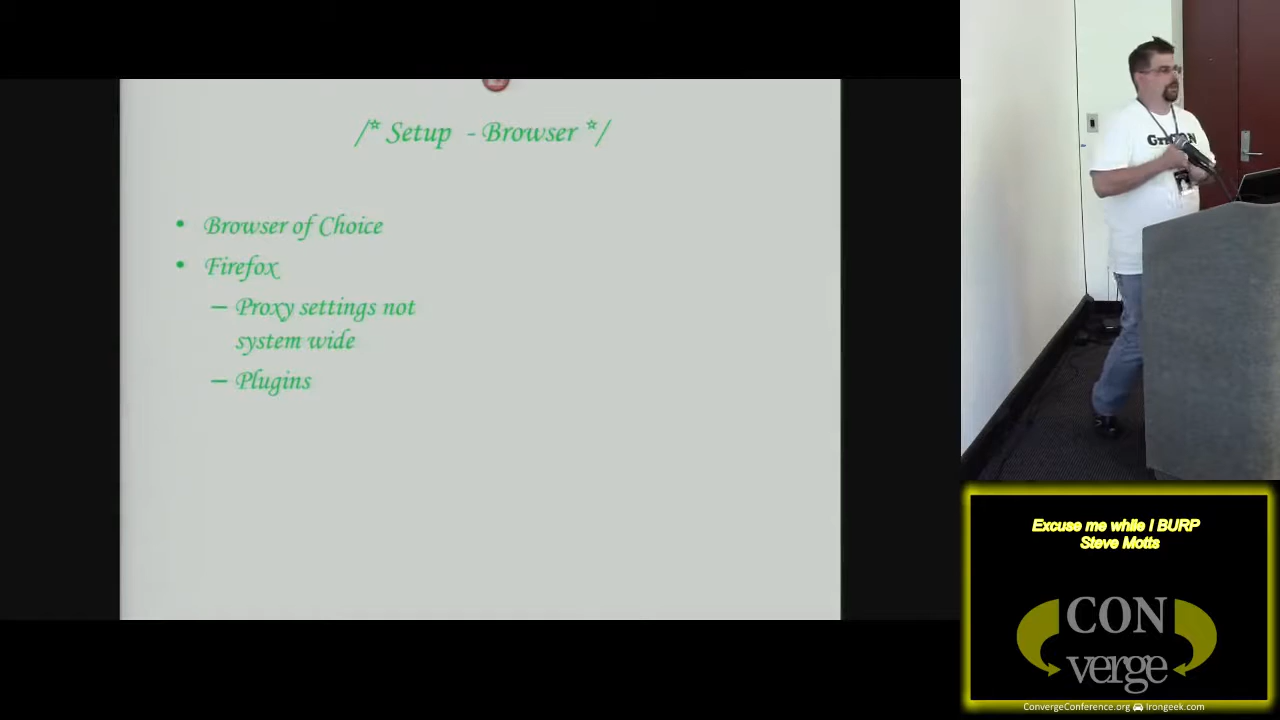 /* Setup - Browser */
• Browser of Choice
• Firefox
– Proxy settings not
system wide
– Plugins
Excuse me while I BURP
Steve Motts
CON
verge
ConvergeConference.org Irongeek.com